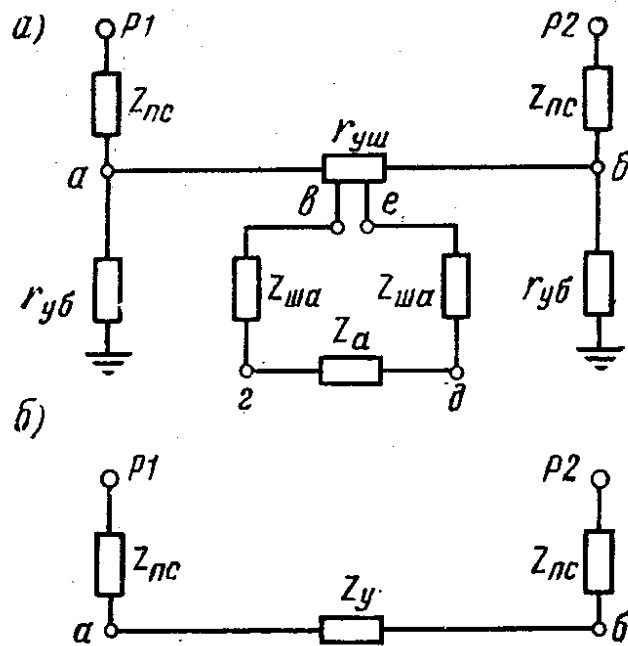 а)
P1
P2
Zпс
Zпс
rуш
а
б
в
е
rуб
Zша
Zша
rуб
Zа
г
д
б)
P1
P2
Zпс
Zпс
Zу
а
б